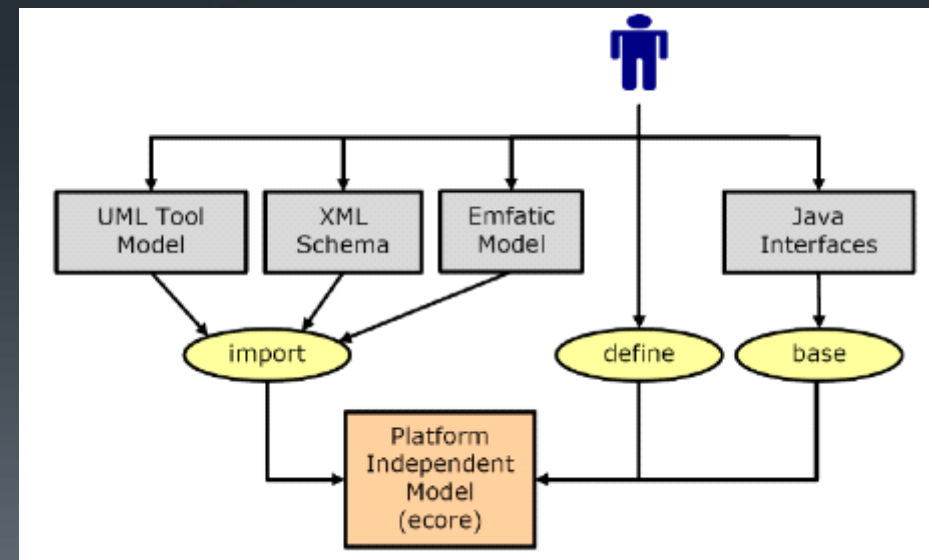 UML Tool
Model
XML
Schema
Emfatic
Model
Java
Interfaces
import
define
base
Platform
Independent
Model
(ecore)